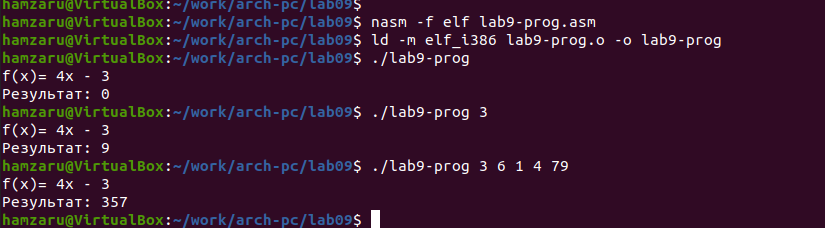 hamzaru@VirtualBox:~/work/arch-pc/lab09$
hamzaru@VirtualBox:~/work/arch-pc/lab09$ nasm -f elf lab9-prog.asm
hamzaru@VirtualBox:~/work/arch-pc/lab09$ ld -m elf_i386 lab9-prog.o -o lab9-prog
hamzaru@VirtualBox:~/work/arch-pc/lab09$ ./lab9-prog
f(x)= 4x - 3
Результат: 0
hamzaru@VirtualBox:~/work/arch-pc/lab09$ ./lab9-prog 3
f(x)= 4x - 3
Результат: 9
hamzaru@VirtualBox:~/work/arch-pc/lab09$ ./lab9-prog 3 6 1 4 79
f(x)= 4x - 3
Результат: 357
hamzaru@VirtualBox:~/work/arch-pc/lab09$